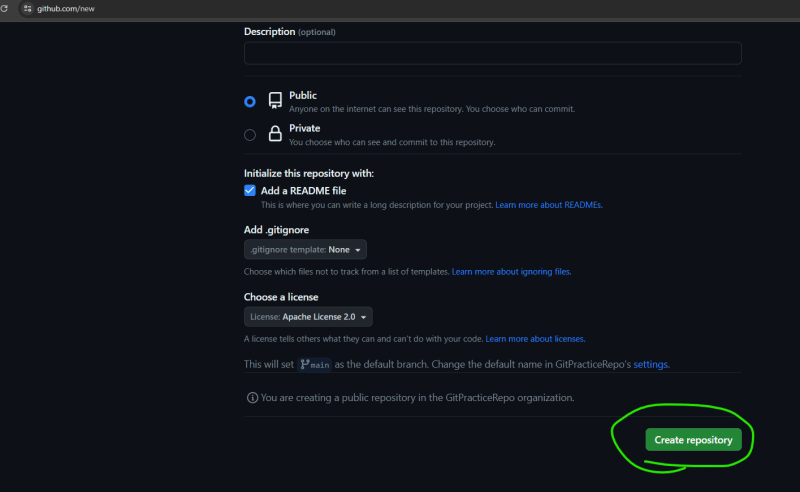 github.com/new
Description (optional)
Public
Anyone on the internet can see this repository. You choose who can commit.
Private
You choose who can see and commit to this repository.
Initialize this repository with:
Add a README file
This is where you can write a long description for your project. Learn more about READMEs.
Add .gitignore
.gitignore template: None
Choose which files not to track from a list of templates. Learn more about ignoring files.
Choose a license
License: Apache License 2.0
A license tells others what they can and can't do with your code. Learn more about licenses.
This will set main as the default branch. Change the default name in GitPracticeRepo's settings.
You are creating a public repository in the GitPracticeRepo organization.
Create repository